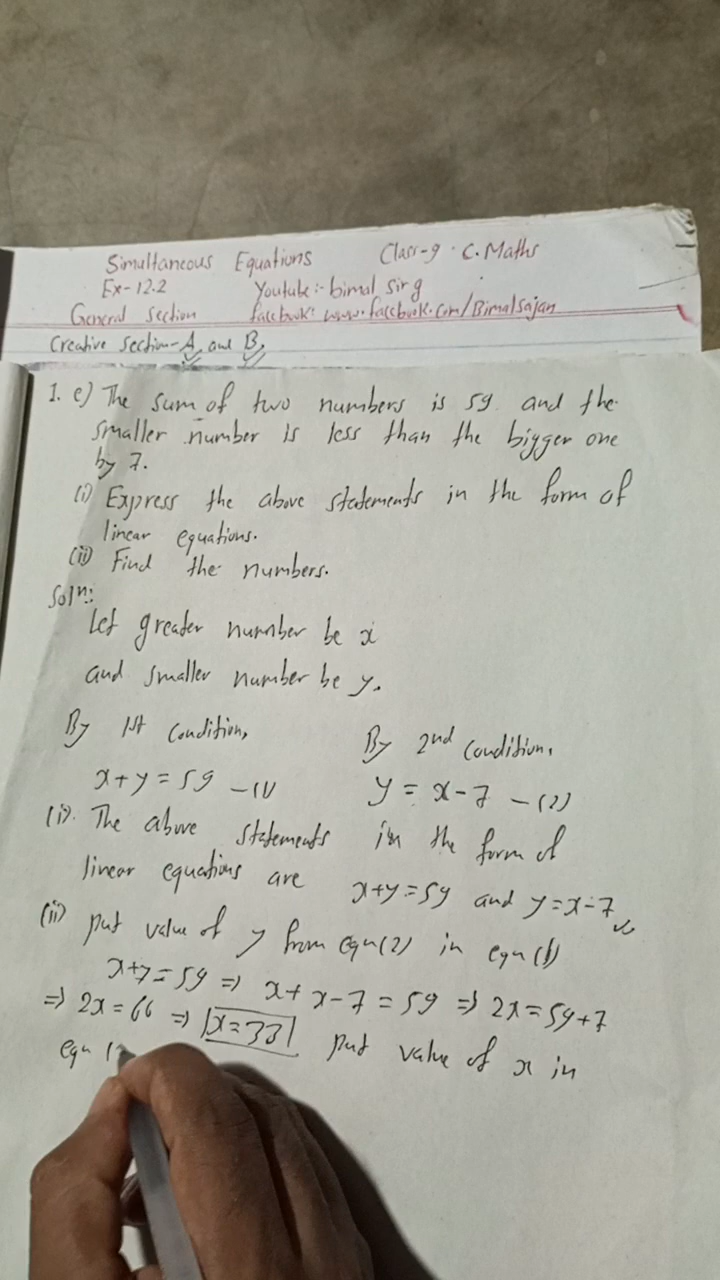 Simultaneous Equations Class-9 C. Maths
Ex-12.2 Youtube:- bimal sir g
General section facebook: www.facebook.com/Bimalsajan
Creative section-A and B.
1. e) The sum of two numbers is 59 and the
smaller number is less than the bigger one
by 7.
(i) Express the above statements in the form of
linear equations.
(ii) Find the numbers.
Solⁿ:
Let greater number be x
and smaller number be y.
By 1st condition, By 2nd condition,
x+y=59 -(1) y = x-7 -(2)
(i). The above statements in the form of
linear equations are x+y=59 and y=x-7
(ii) put value of y from eqn(2) in eqn(1)
x+y=59 ⇒ x+x-7=59 ⇒ 2x=59+7
⇒ 2x=66 ⇒ x=33 put value of x in
eqn (